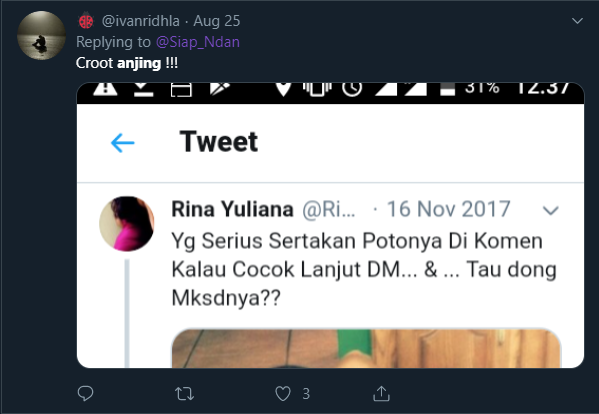 @ivanridhla · Aug 25
Replying to @Siap_Ndan
Croot anjing !!!
31% 12.37
Tweet
Rina Yuliana @Ri... · 16 Nov 2017
Yg Serius Sertakan Potonya Di Komen
Kalau Cocok Lanjut DM... & ... Tau dong
Mksdnya??
3